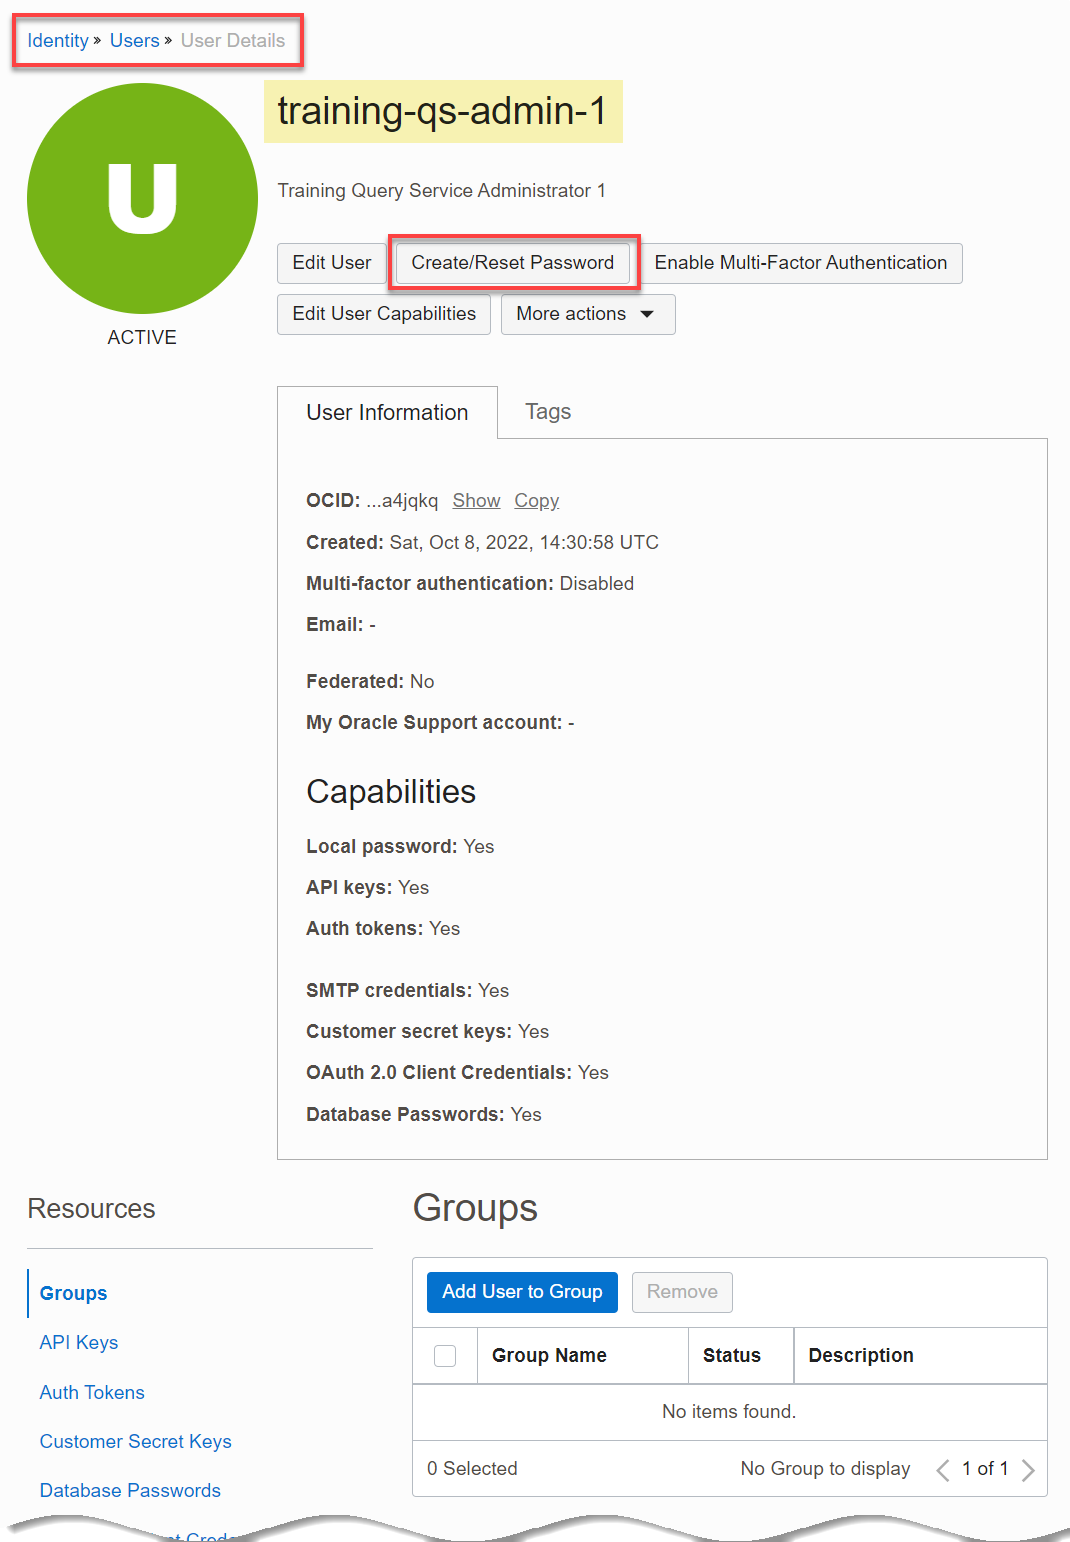 Identity » Users » User Details
U
training-qs-admin-1
Training Query Service Administrator 1
Edit User Create/Reset Password Enable Multi-Factor Authentication
Edit User Capabilities More actions
ACTIVE
User Information Tags
OCID: ...a4jqkq Show Copy
Created: Sat, Oct 8, 2022, 14:30:58 UTC
Multi-factor authentication: Disabled
Email: -
Federated: No
My Oracle Support account: -
Capabilities
Local password: Yes
API keys: Yes
Auth tokens: Yes
SMTP credentials: Yes
Customer secret keys: Yes
OAuth 2.0 Client Credentials: Yes
Database Passwords: Yes
Resources
Groups
API Keys
Auth Tokens
Customer Secret Keys
Database Passwords
Groups
Add User to Group Remove
Group Name Status Description
No items found.
0 Selected No Group to display 1 of 1